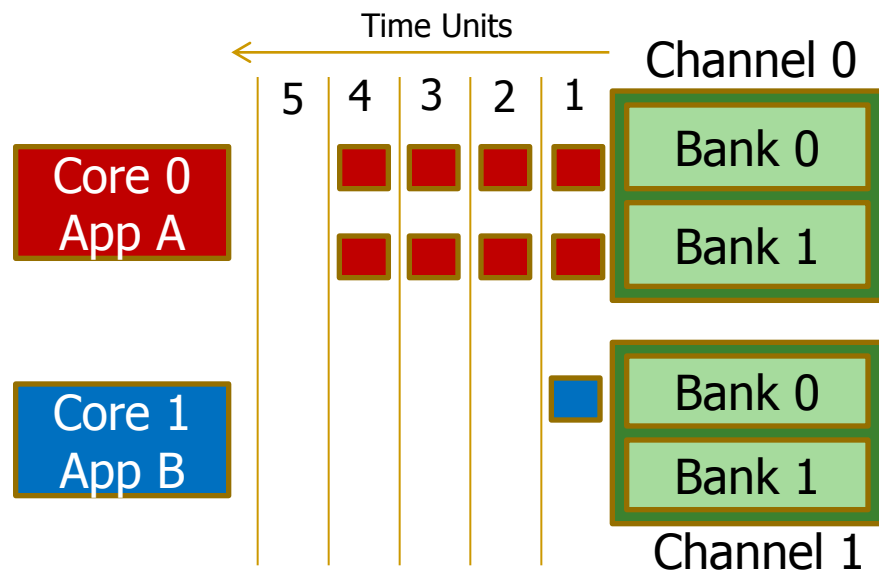 Time Units
Channel 0
5 4 3 2 1
Core 0
App A
Bank 0
Bank 1
Core 1
App B
Bank 0
Bank 1
Channel 1